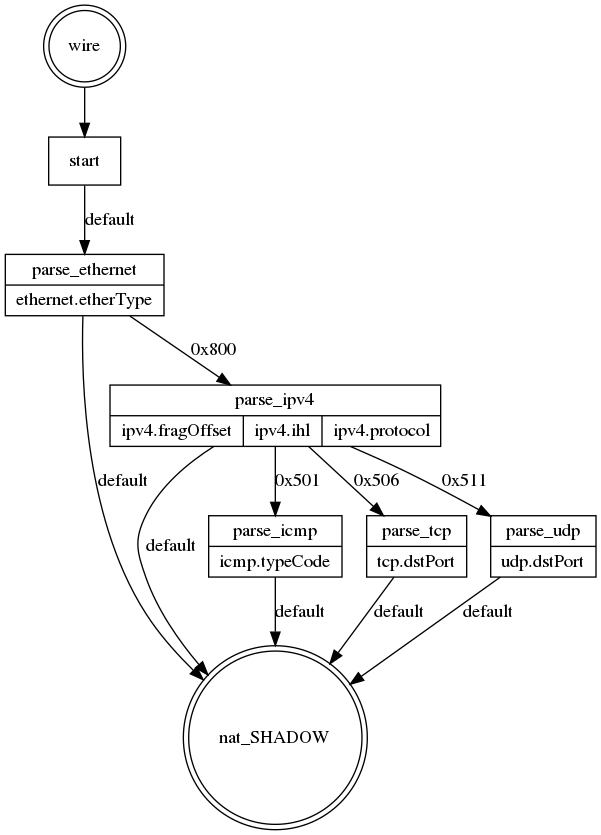 wire
start
default
parse_ethernet
ethernet.etherType
0x800
parse_ipv4
ipv4.fragOffset ipv4.ihl ipv4.protocol
default 0x501 0x506 0x511
parse_icmp parse_tcp parse_udp
default
icmp.typeCode tcp.dstPort udp.dstPort
default default default
nat_SHADOW